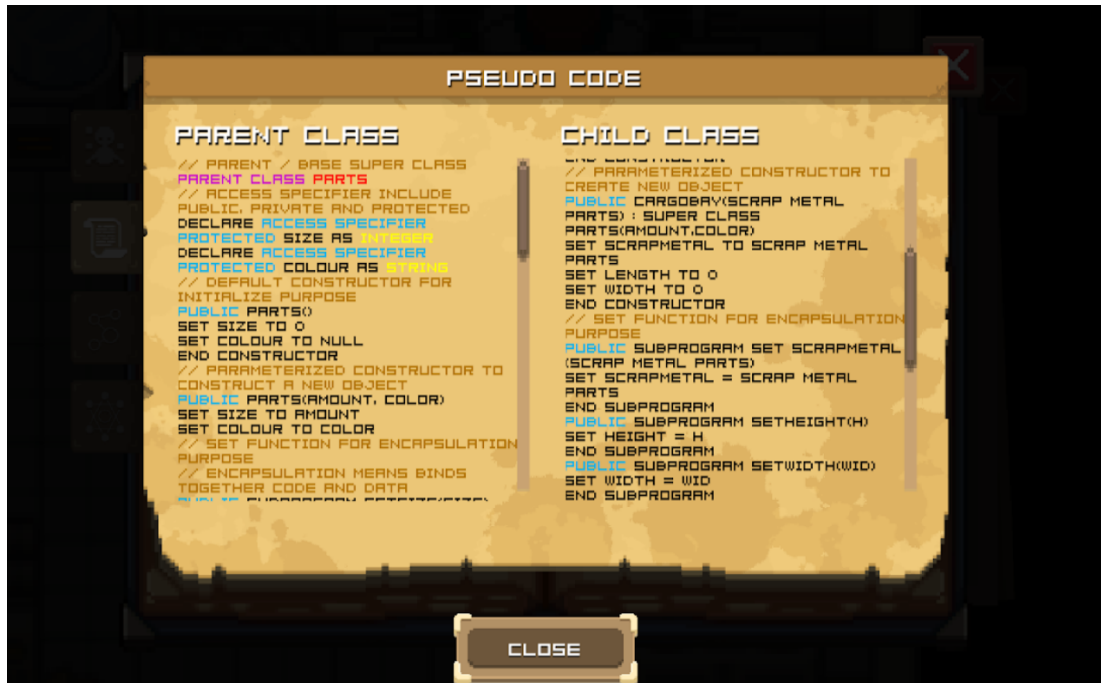 PSEUDO CODE
PARENT CLASS
// PARENT / BASE SUPER CLASS
PARENT CLASS PARTS
// ACCESS SPECIFIER INCLUDE
PUBLIC, PRIVATE AND PROTECTED
DECLARE ACCESS SPECIFIER
PROTECTED SIZE AS INTEGER
DECLARE ACCESS SPECIFIER
PROTECTED COLOUR AS STRING
// DEFAULT CONSTRUCTOR FOR
INITIALIZE PURPOSE
PUBLIC PARTS()
SET SIZE TO 0
SET COLOUR TO NULL
END CONSTRUCTOR
// PARAMETERIZED CONSTRUCTOR TO
CONSTRUCT A NEW OBJECT
PUBLIC PARTS(AMOUNT, COLOR)
SET SIZE TO AMOUNT
SET COLOUR TO COLOR
// SET FUNCTION FOR ENCAPSULATION
PURPOSE
// ENCAPSULATION MEANS BINDS
TOGETHER CODE AND DATA
PUBLIC SUBPROGRAM SETSIZE(SIZE)
CHILD CLASS
END CONSTRUCTOR
// PARAMETERIZED CONSTRUCTOR TO
CREATE NEW OBJECT
PUBLIC CARGOBAY(SCRAP METAL
PARTS) : SUPER CLASS
PARTS(AMOUNT,COLOR)
SET SCRAPMETAL TO SCRAP METAL
PARTS
SET LENGTH TO 0
SET WIDTH TO 0
END CONSTRUCTOR
// SET FUNCTION FOR ENCAPSULATION
PURPOSE
PUBLIC SUBPROGRAM SET SCRAPMETAL
(SCRAP METAL PARTS)
SET SCRAPMETAL = SCRAP METAL
PARTS
END SUBPROGRAM
PUBLIC SUBPROGRAM SETHEIGHT(H)
SET HEIGHT = H
END SUBPROGRAM
PUBLIC SUBPROGRAM SETWIDTH(WID)
SET WIDTH = WID
END SUBPROGRAM
CLOSE